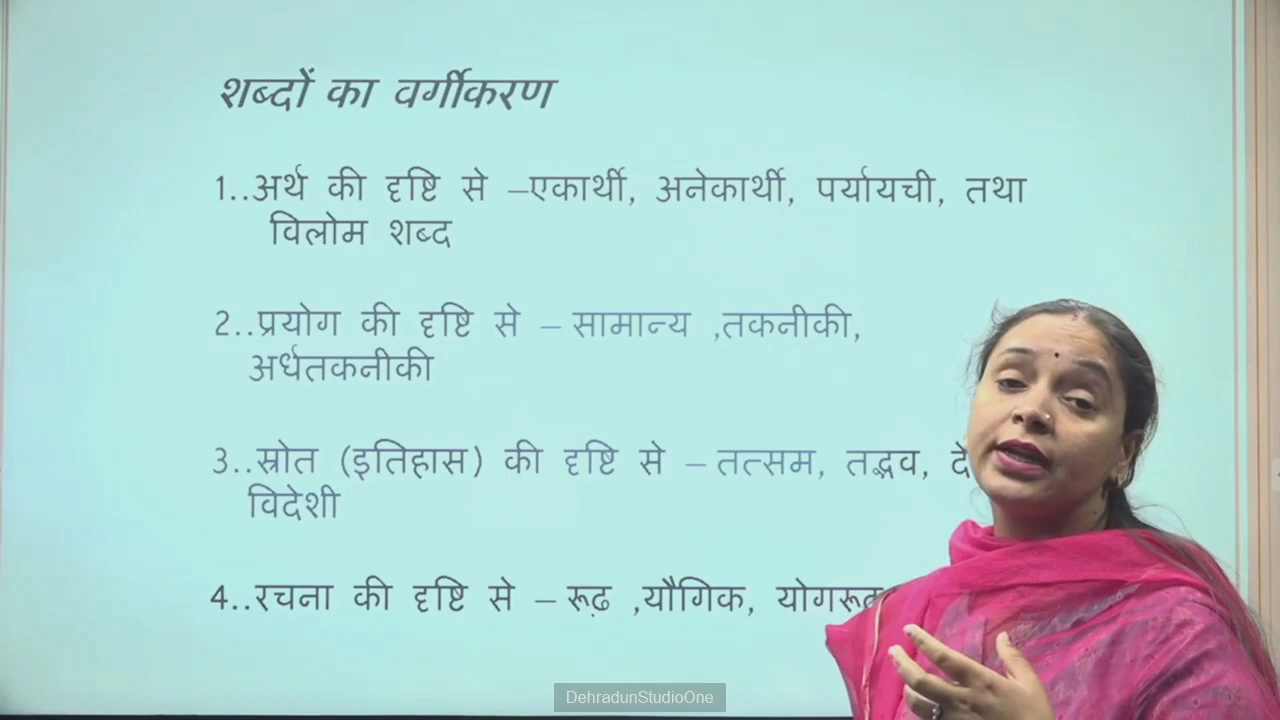 शब्दों का वर्गीकरण
1..अर्थ की दृष्टि से –एकार्थी, अनेकार्थी, पर्यायची, तथा
विलोम शब्द
2..प्रयोग की दृष्टि से – सामान्य ,तकनीकी,
अर्धतकनीकी
3..स्रोत (इतिहास) की दृष्टि से – तत्सम, तद्भव,
विदेशी
4..रचना की दृष्टि से – रूढ़ ,यौगिक,
DehradunStudioOne